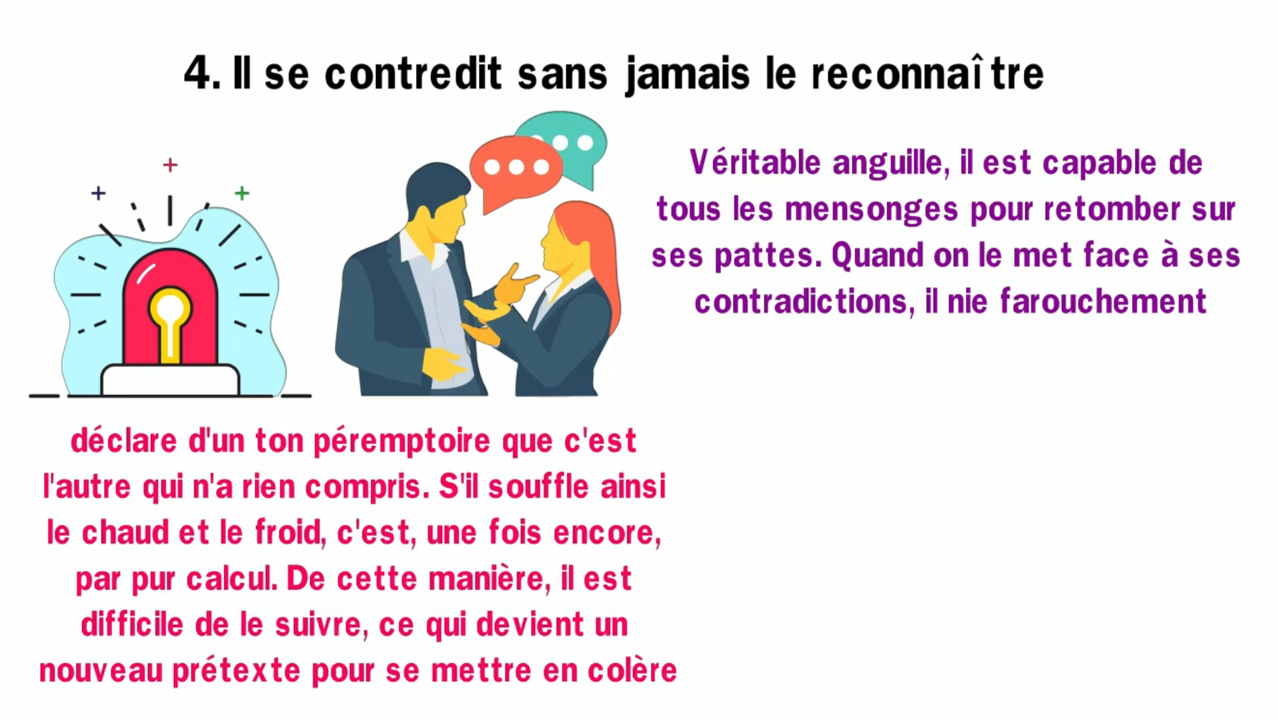 4. Il se contredit sans jamais le reconnaître
Véritable anguille, il est capable de
tous les mensonges pour retomber sur
ses pattes. Quand on le met face à ses
contradictions, il nie farouchement
déclare d'un ton péremptoire que c'est
l'autre qui n'a rien compris. S'il souffle ainsi
le chaud et le froid, c'est, une fois encore,
par pur calcul. De cette manière, il est
difficile de le suivre, ce qui devient un
nouveau prétexte pour se mettre en colère